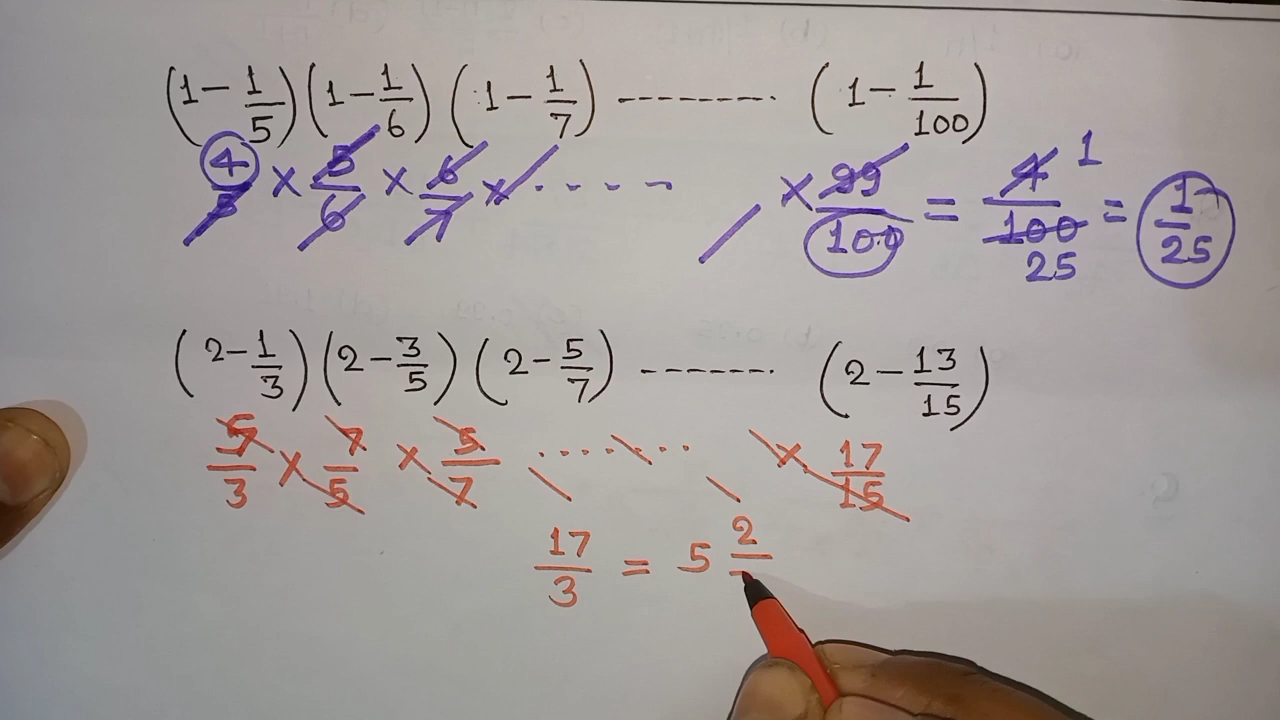 (1 - 1/5) (1 - 1/6) (1 - 1/7) --------- (1 - 1/100)
4/5 × 5/6 × 6/7 × ..... × 99/100 = 4/100 1/25 = 1/25
(2 - 1/3) (2 - 3/5) (2 - 5/7) --------- (2 - 13/15)
5/3 × 7/5 × 5/7 ......... × 17/15
17/3 = 5 2/